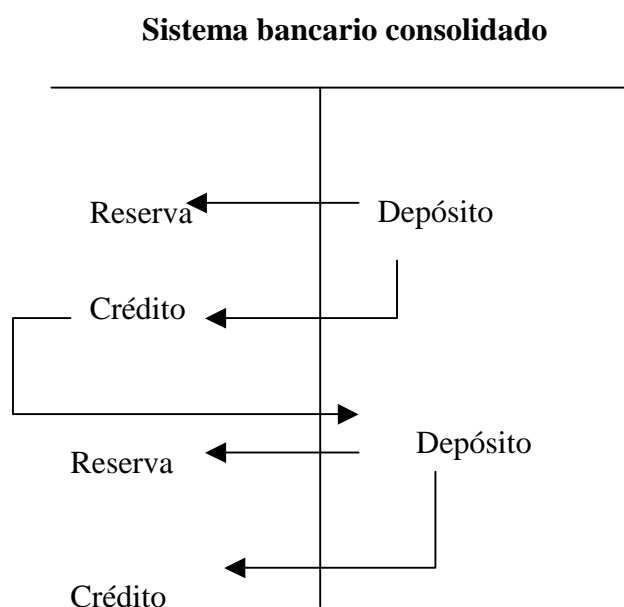 Sistema bancario consolidado
Reserva
Depósito
Crédito
Depósito
Reserva
Crédito